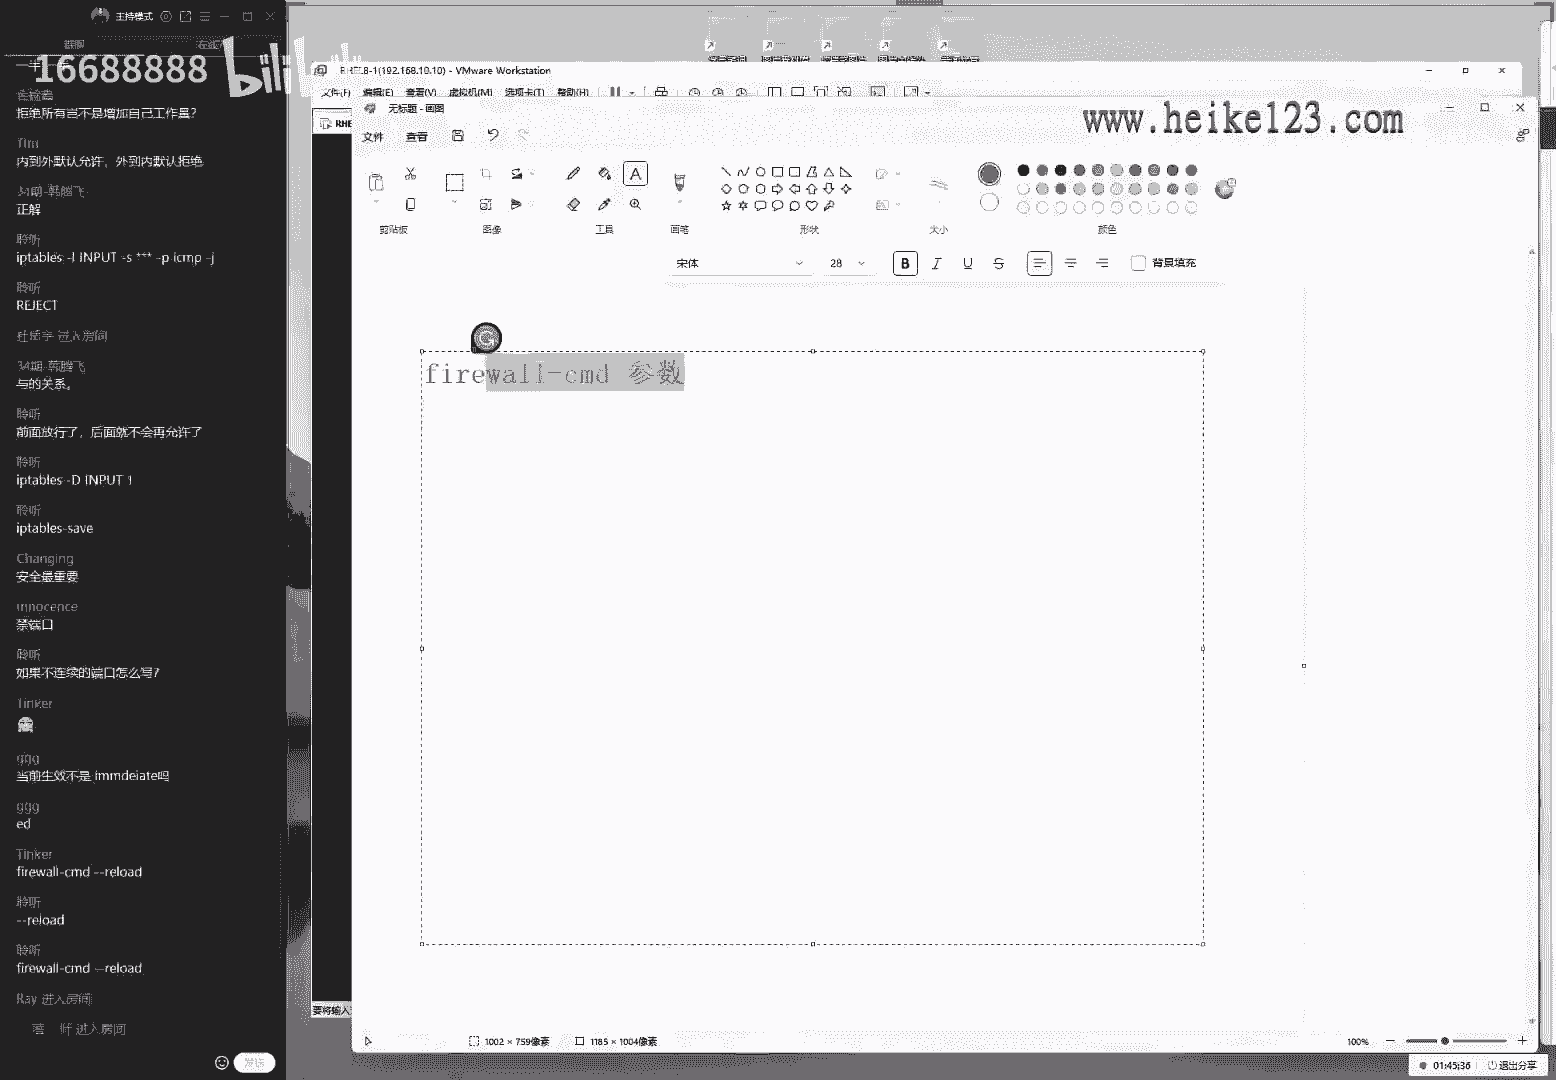 主持模式
16688888
bili
拒绝所有岂不是增加自己工作量?
Tim
内到外默认允许，外到内默认拒绝
34期-韩腾飞
正解
聆听
iptables -I INPUT -s *** -p icmp -j
聆听
REJECT
进入房间
34期-韩腾飞
与的关系。
聆听
前面放行了，后面就不会再允许了
聆听
iptables -D INPUT 1
聆听
iptables-save
Changing
安全最重要
innocence
禁端口
聆听
如果不连续的端口怎么写?
Tinker
ggg
当前生效不是 immdeiate吗
ggg
ed
Tinker
firewall-cmd --reload
聆听
--reload
聆听
firewall-cmd --reload
Ray 进入房间
进入房间
发送
RHEL8-1(192.168.10.10) - VMware Workstation
文件(F) 编辑(E) 查看(V) 虚拟机(M) 选项卡(T) 帮助(H)
RHE
无标题 - 画图
www.heike123.com
文件 查看
剪贴板 图像 工具 画笔 形状 大小 颜色
宋体 28 B I U S 背景填充
firewall-cmd 参数
要将输入
1002 × 759像素 1185 × 1004像素 100%
01:45:36 退出分享